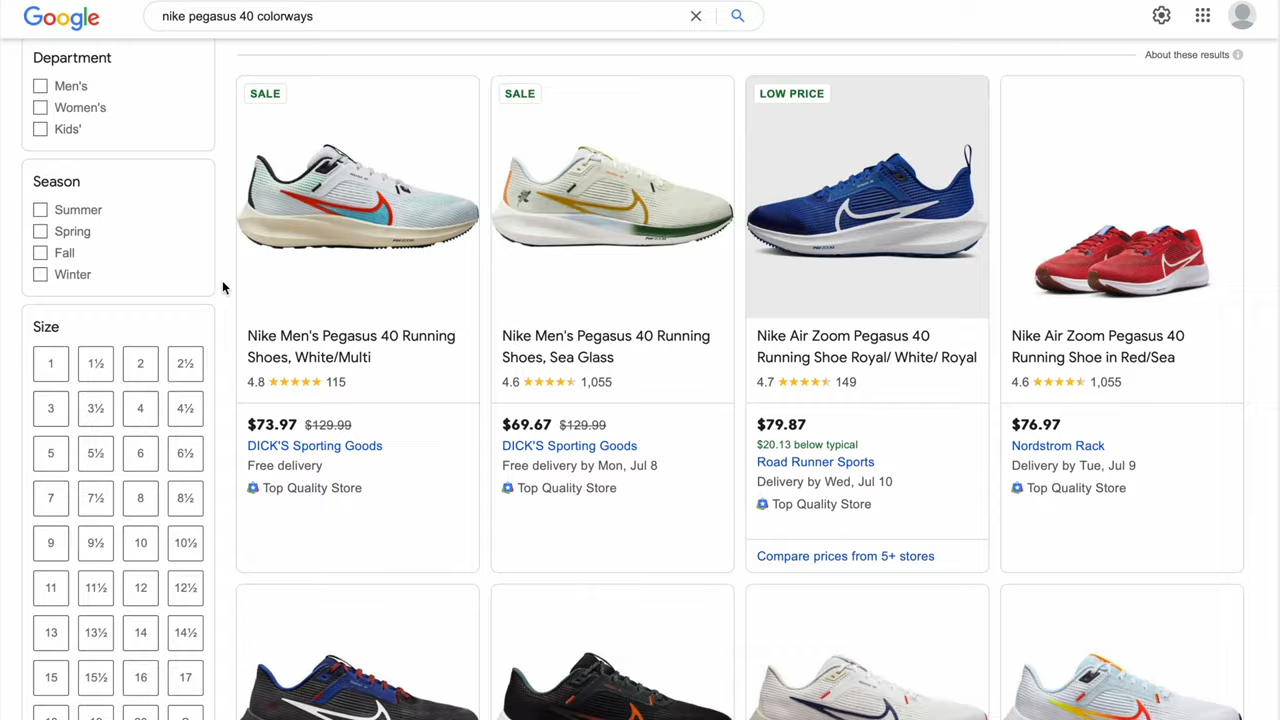 Google
nike pegasus 40 colorways
About these results
Department
Men's
Women's
Kids'
Season
Summer
Spring
Fall
Winter
Size
1 1½ 2 2½
3 3½ 4 4½
5 5½ 6 6½
7 7½ 8 8½
9 9½ 10 10½
11 11½ 12 12½
13 13½ 14 14½
15 15½ 16 17
SALE
Nike Men's Pegasus 40 Running
Shoes, White/Multi
4.8 ★★★★★ 115
$73.97 $129.99
DICK'S Sporting Goods
Free delivery
Top Quality Store
SALE
Nike Men's Pegasus 40 Running
Shoes, Sea Glass
4.6 ★★★★★ 1,055
$69.67 $129.99
DICK'S Sporting Goods
Free delivery by Mon, Jul 8
Top Quality Store
LOW PRICE
Nike Air Zoom Pegasus 40
Running Shoe Royal/ White/ Royal
4.7 ★★★★★ 149
$79.87
$20.13 below typical
Road Runner Sports
Delivery by Wed, Jul 10
Top Quality Store
Compare prices from 5+ stores
Nike Air Zoom Pegasus 40
Running Shoe in Red/Sea
4.6 ★★★★★ 1,055
$76.97
Nordstrom Rack
Delivery by Tue, Jul 9
Top Quality Store